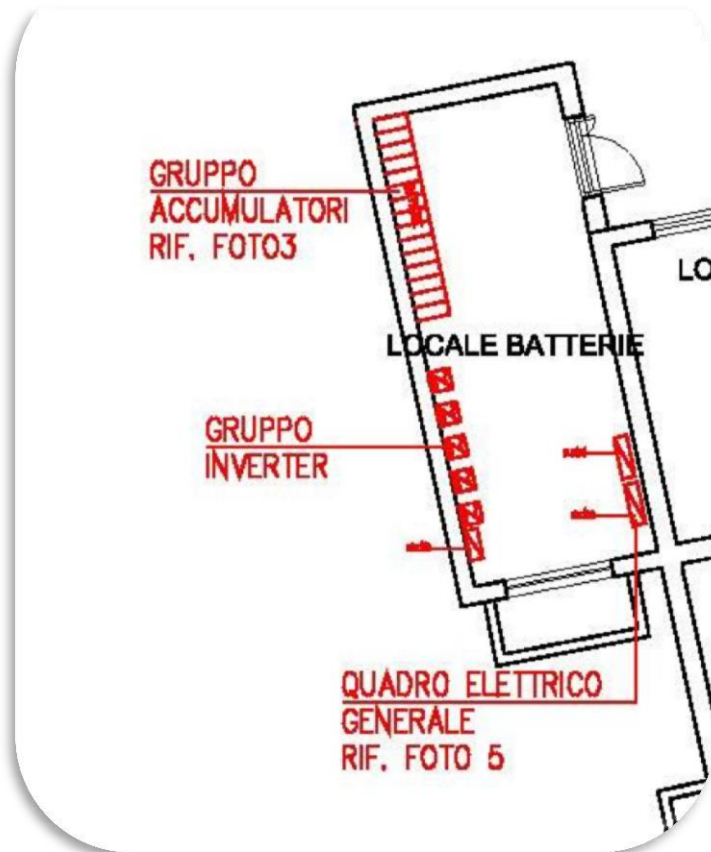 GRUPPO
ACCUMULATORI
RIF. FOTO3
LO
LOCALE BATTERIE
GRUPPO
INVERTER
QUADRO ELETTRICO
GENERALE
RIF. FOTO 5